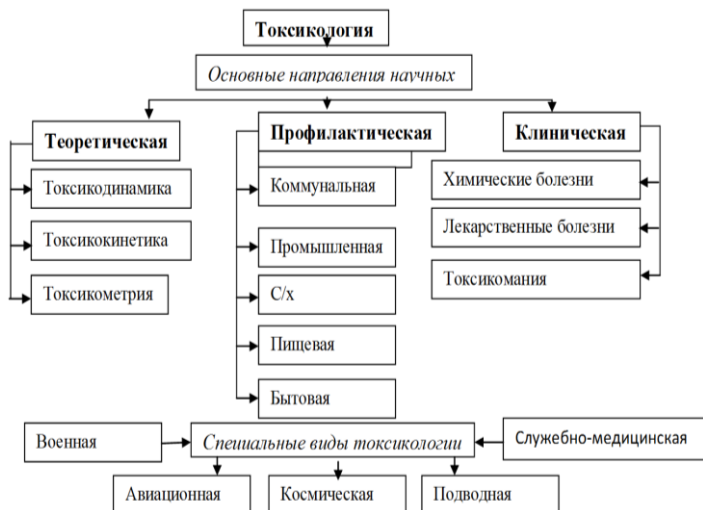 Токсикология
Основные направления научных
Теоретическая
Токсикодинамика
Токсикокинетика
Токсикометрия
Профилактическая
Коммунальная
Промышленная
С/х
Пищевая
Бытовая
Клиническая
Химические болезни
Лекарственные болезни
Токсикомания
Военная
Специальные виды токсикологии
Служебно-медицинская
Авиационная
Космическая
Подводная